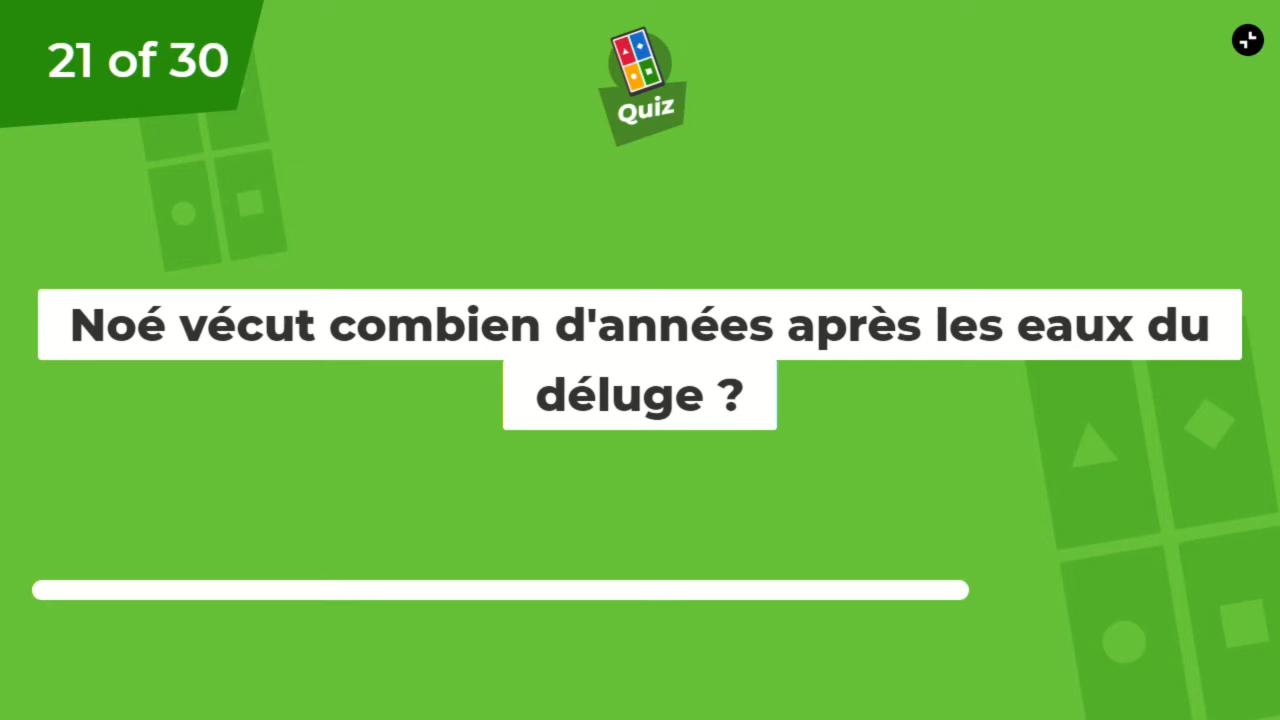 21 of 30
Quiz
Noé vécut combien d'années après les eaux du
déluge ?